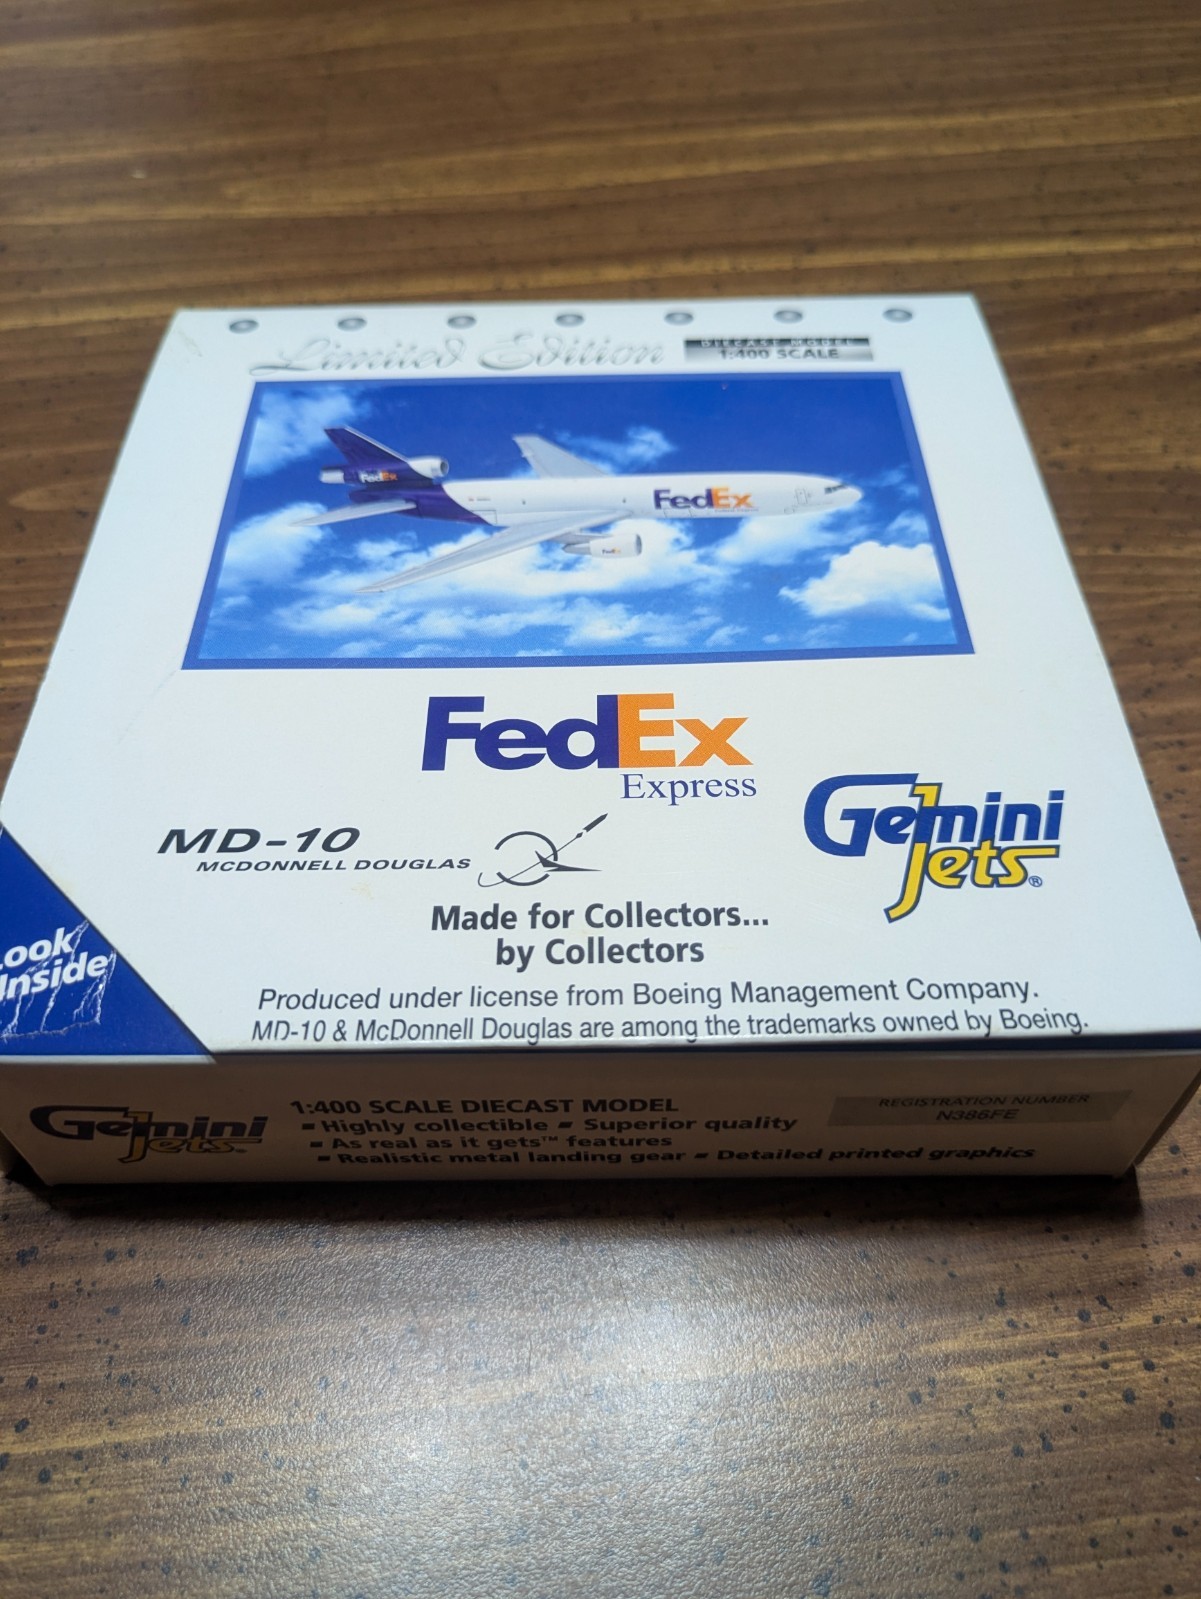 Limited Edition
DIECAST MODEL
1:400 SCALE
FedEx
FedEx
FedEx
FedEx
Express
MD-10
MCDONNELL DOUGLAS
Gemini
Jets®
Made for Collectors...
by Collectors
Look
Inside
Produced under license from Boeing Management Company.
MD-10 & McDonnell Douglas are among the trademarks owned by Boeing.
Gemini
Jets®
1:400 SCALE DIECAST MODEL
▪ Highly collectible ▪ Superior quality
▪ As real as it gets™ features
▪ Realistic metal landing gear ▪ Detailed printed graphics
REGISTRATION NUMBER
N386FE